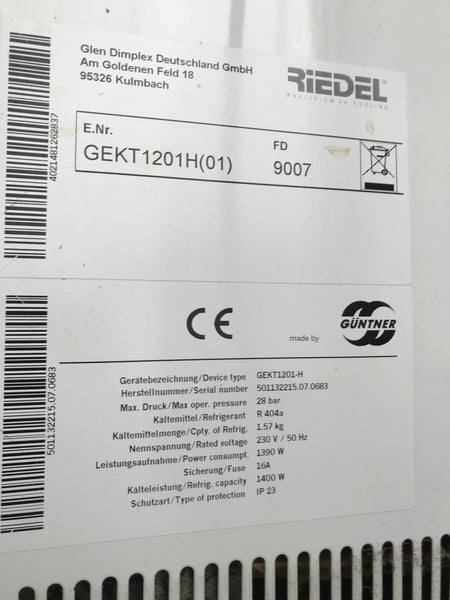 Glen Dimplex Deutschland GmbH
Am Goldenen Feld 18
95326 Kulmbach
RIEDEL
PRECISION IN COOLING
E.Nr.
FD
GEKT1201H(01)
9007
4021481262837
CE
made by
GÜNTNER
Gerätebezeichnung/Device type GEKT1201-H
Herstellnummer/Serial number 501132215.07.0683
Max. Druck/Max oper. pressure 28 bar
Kältemittel/Refrigerant R 404a
Kältemittelmenge/Cpty. of Refrig. 1.57 kg
Nennspannung/Rated voltage 230 V / 50 Hz
Leistungsaufnahme/Power consumpt. 1390 W
Sicherung/Fuse 16A
Kälteleistung/Refrig. capacity 1400 W
Schutzart/Type of protection IP 23
501132215.07.0683